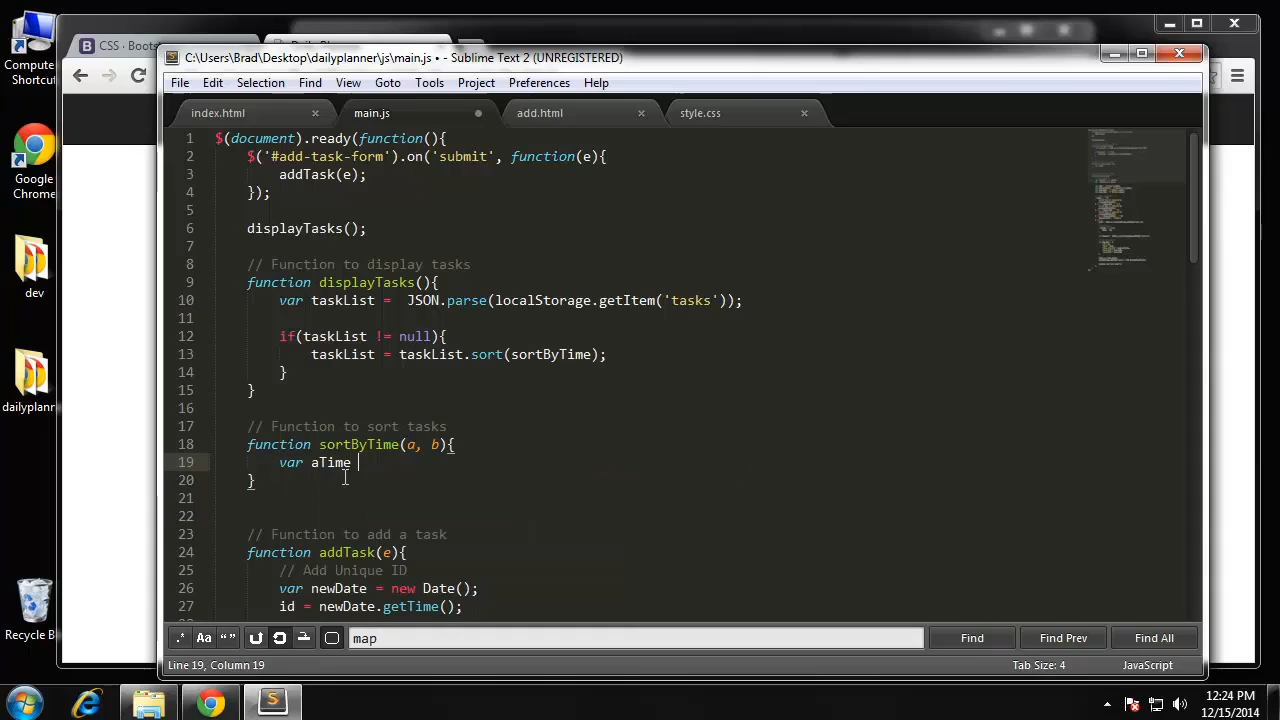 Compute
Shortcut
Google
Chrome
dev
dailyplann
Recycle B
CSS · Boots
C:\Users\Brad\Desktop\dailyplanner\js\main.js • - Sublime Text 2 (UNREGISTERED)
File Edit Selection Find View Goto Tools Project Preferences Help
index.html × main.js add.html × style.css ×
1 $(document).ready(function(){
2 $('#add-task-form').on('submit', function(e){
3 addTask(e);
4 });
5
6 displayTasks();
7
8 // Function to display tasks
9 function displayTasks(){
10 var taskList = JSON.parse(localStorage.getItem('tasks'));
11
12 if(taskList != null){
13 taskList = taskList.sort(sortByTime);
14 }
15 }
16
17 // Function to sort tasks
18 function sortByTime(a, b){
19 var aTime
20 }
21
22
23 // Function to add a task
24 function addTask(e){
25 // Add Unique ID
26 var newDate = new Date();
27 id = newDate.getTime();
.* Aa “ ” map Find Find Prev Find All
Line 19, Column 19 Tab Size: 4 JavaScript
12:24 PM
12/15/2014